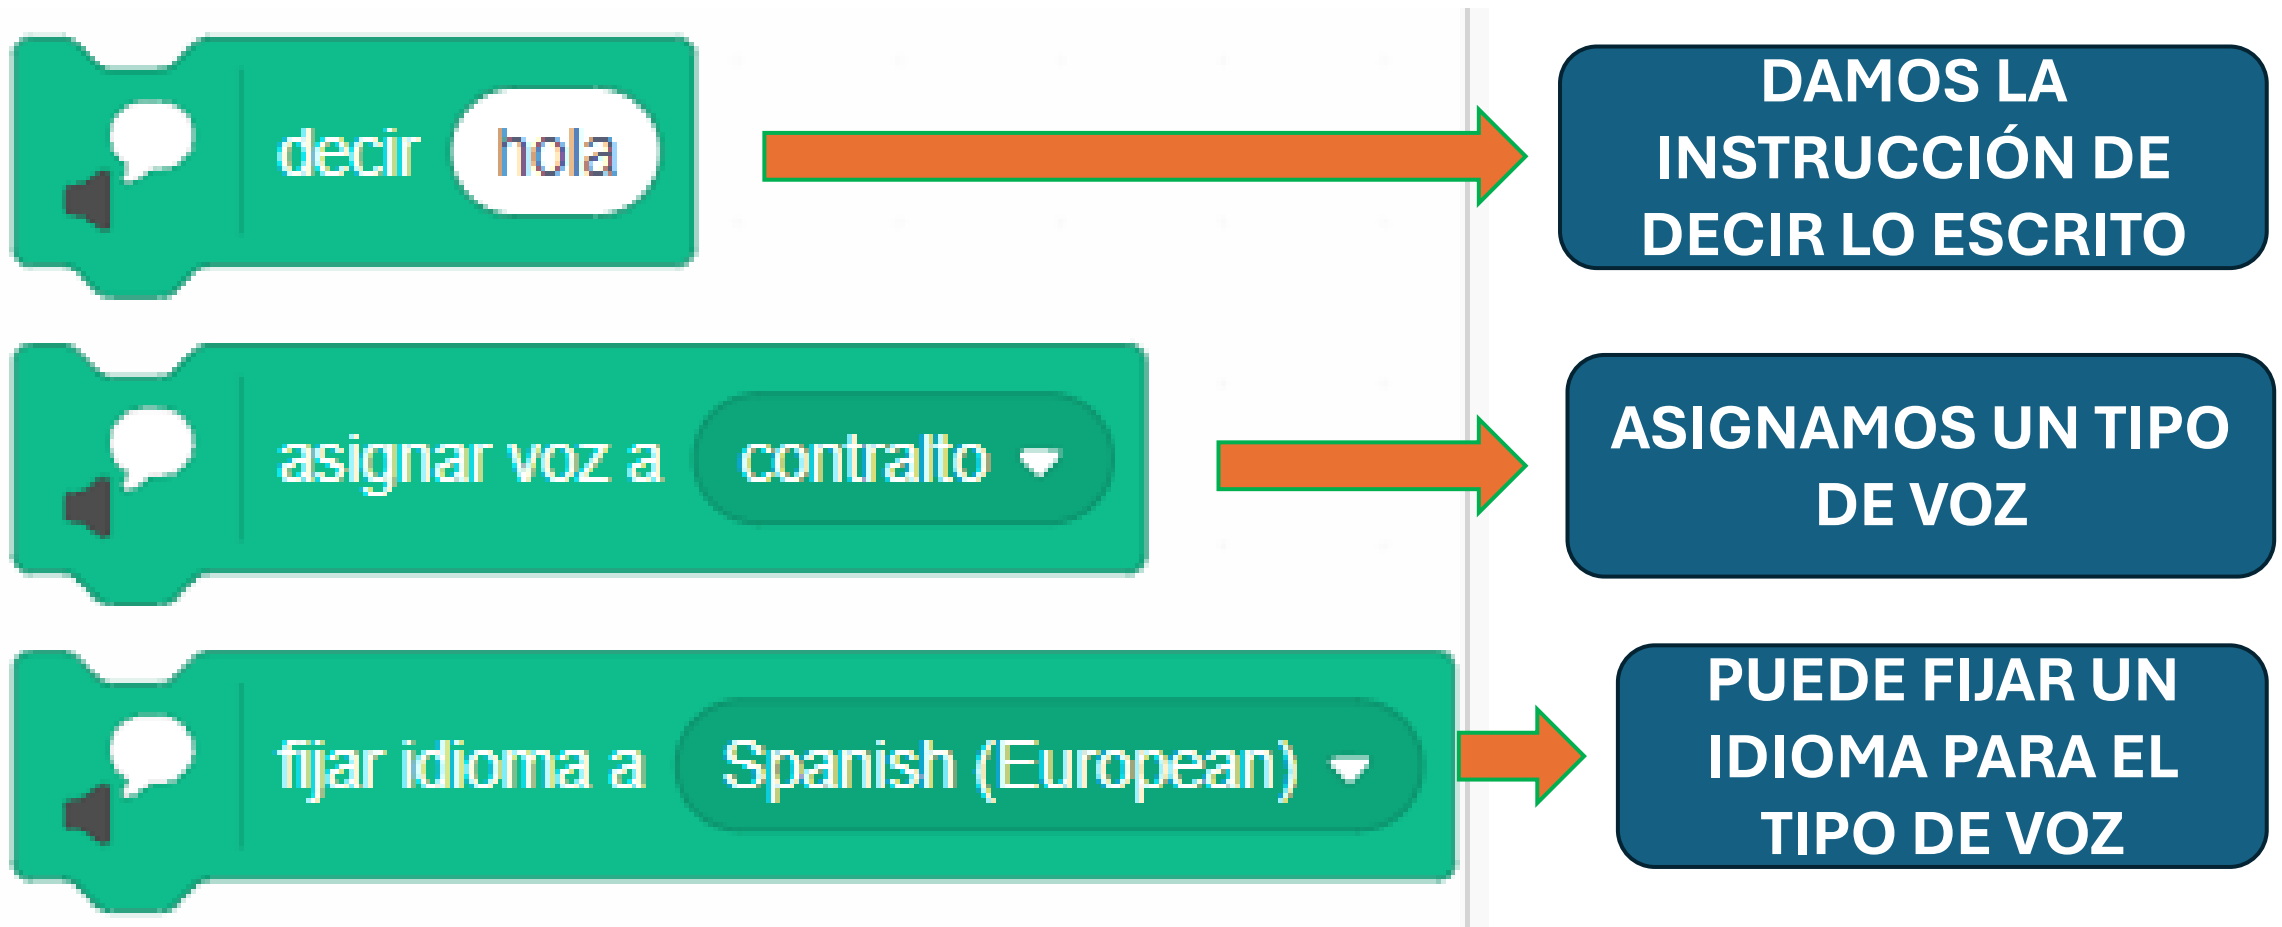 decir hola
DAMOS LA
INSTRUCCIÓN DE
DECIR LO ESCRITO
asignar voz a contralto
ASIGNAMOS UN TIPO
DE VOZ
fijar idioma a Spanish (European)
PUEDE FIJAR UN
IDIOMA PARA EL
TIPO DE VOZ